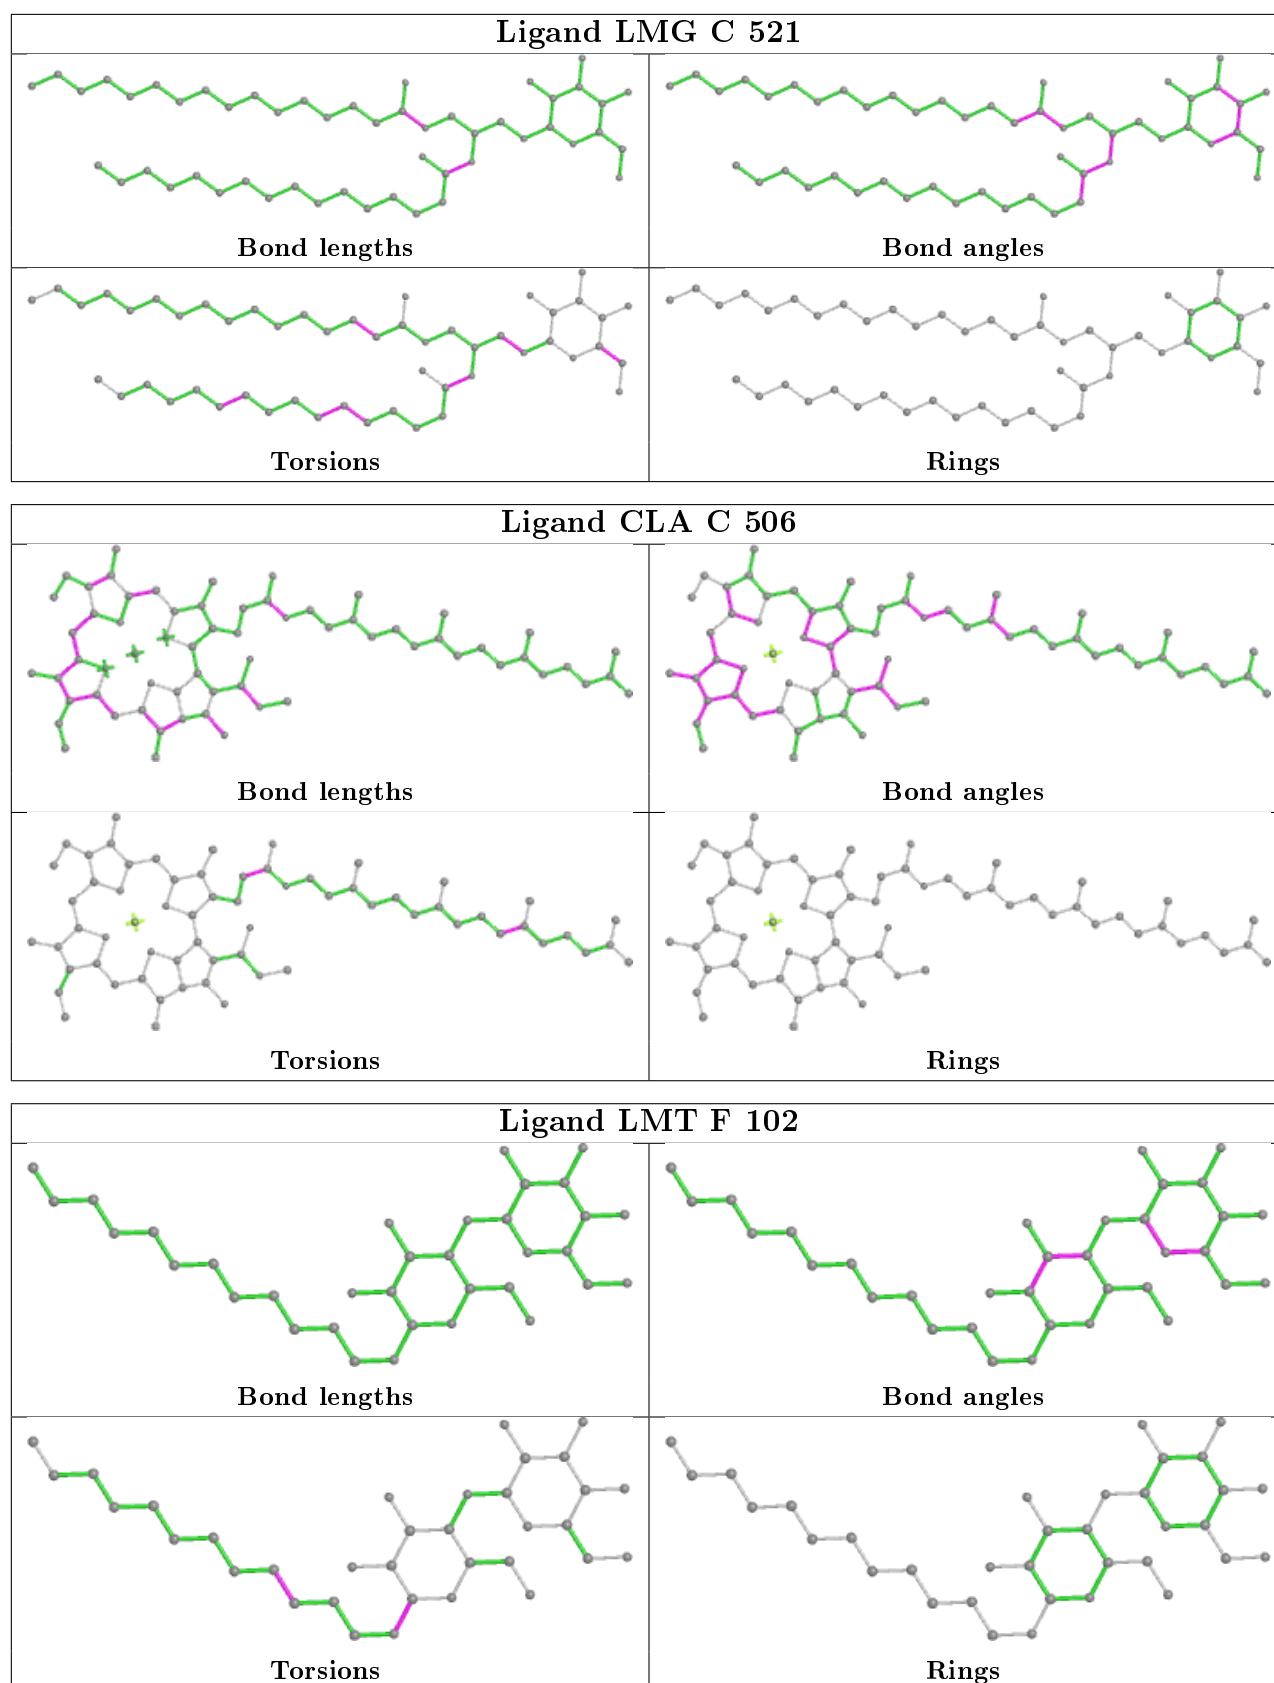 Ligand LMG C 521
Bond lengths
Bond angles
Torsions
Rings
Ligand CLA C 506
Bond lengths
Bond angles
Torsions
Rings
Ligand LMT F 102
Bond lengths
Bond angles
Torsions
Rings